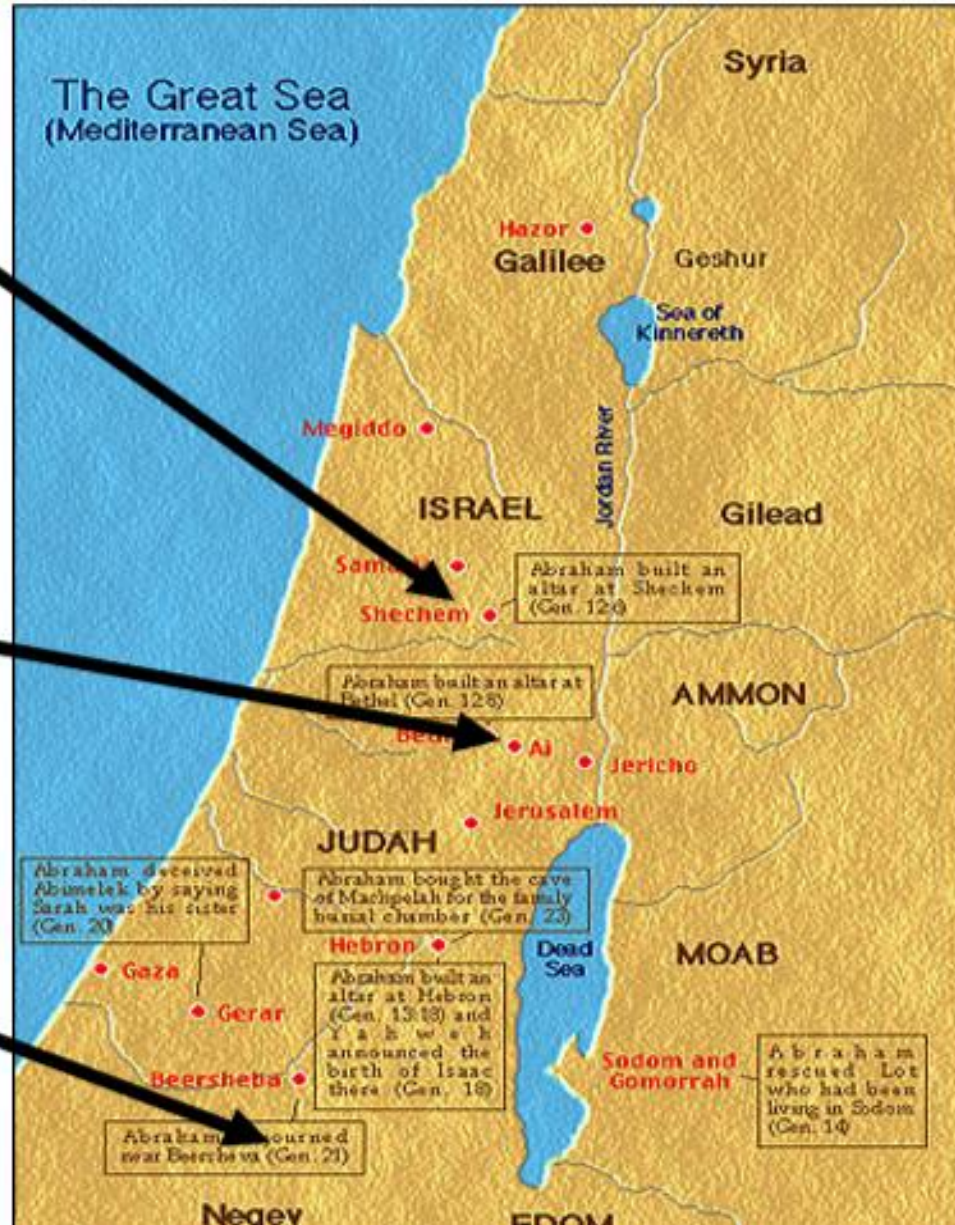 The Great Sea
(Mediterranean Sea)
Syria
Hazor
Galilee
Geshur
Sea of
Kinnereth
Megiddo
Jordan River
ISRAEL
Gilead
Shechem
Abraham built an
altar at Shechem
(Gen. 12:6)
Abraham built an altar at
Bethel (Gen. 12:8)
AMMON
Ai
Jericho
Jerusalem
JUDAH
Abraham deceived
Abimelek by saying
Sarah was his sister
(Gen. 20)
Abraham bought the cave
of Machpelah for the family
burial chamber (Gen. 23)
Hebron
Dead
Sea
MOAB
Gaza
Gerar
Abraham built an
altar at Hebron
(Gen. 13:18) and
Yahweh
announced the
birth of Isaac
there (Gen. 18)
Sodom and
Gomorrah
Abraham
rescued Lot
who had been
living in Sodom
(Gen. 14)
Beersheba
near Beersheva (Gen. 21)
Negev
EDOM